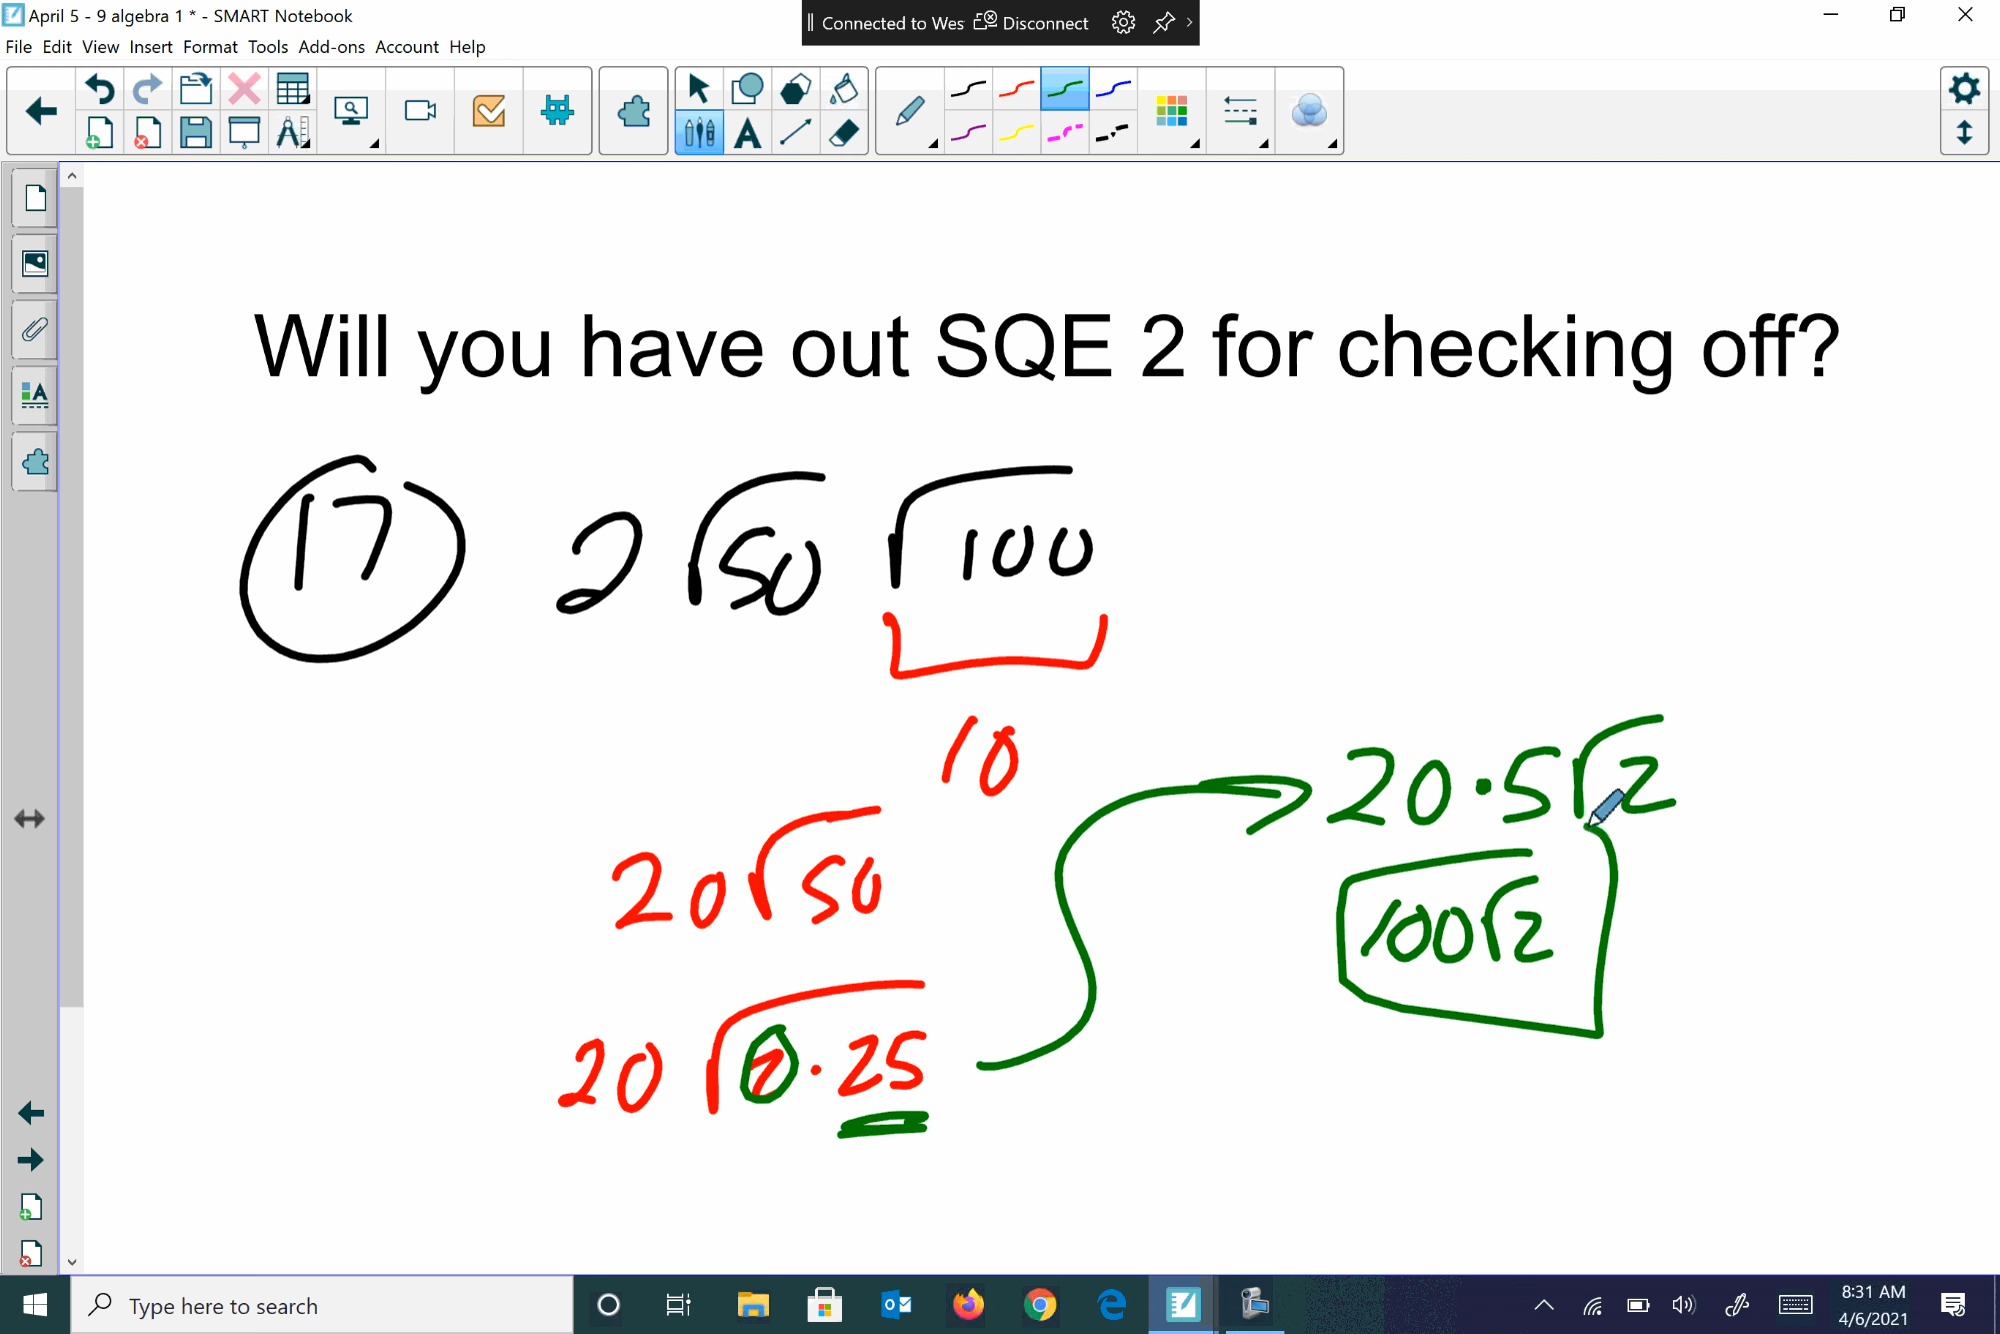 April 5 - 9 algebra 1 * - SMART Notebook
Connected to Wes Disconnect
File Edit View Insert Format Tools Add-ons Account Help
Will you have out SQE 2 for checking off?
17 2√50 √100
10
20·5√2
20√50
100√2
20√2·25
Type here to search
8:31 AM
4/6/2021